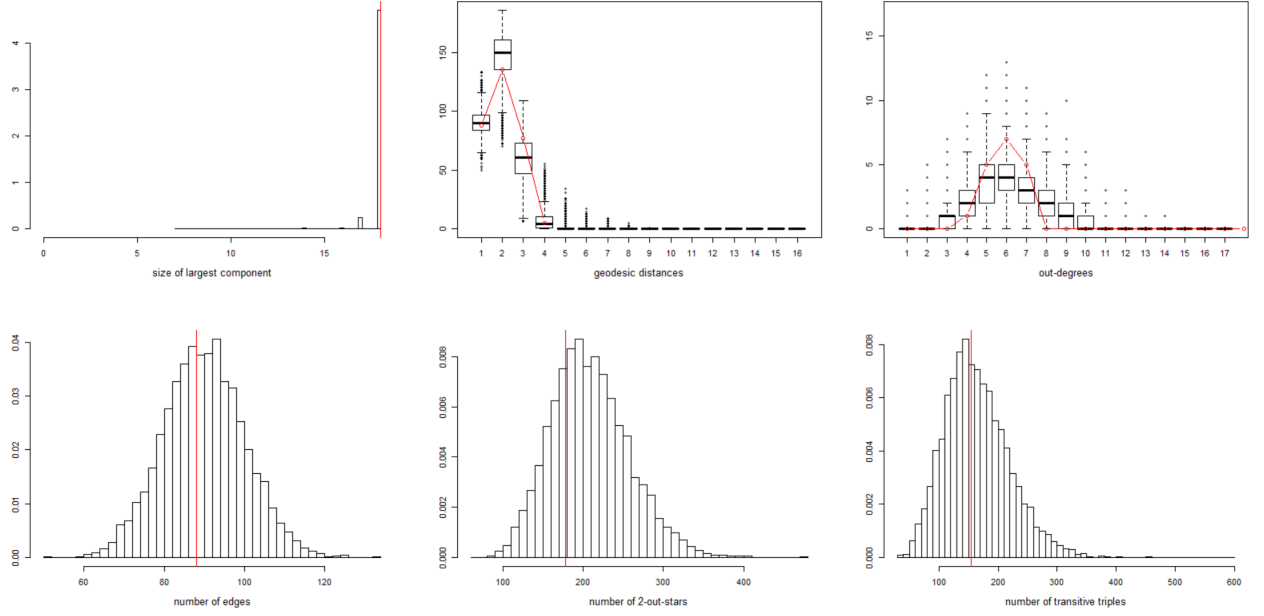 4
3
2
1
0
0 5 10 15
size of largest component
150
100
50
0
1 2 3 4 5 6 7 8 9 10 11 12 13 14 15 16
geodesic distances
15
10
5
0
1 2 3 4 5 6 7 8 9 10 11 12 13 14 15 16 17
out-degrees
0.04
0.03
0.02
0.01
0.00
60 80 100 120
number of edges
0.008
0.006
0.004
0.002
0.000
100 200 300 400
number of 2-out-stars
0.008
0.006
0.004
0.002
0.000
100 200 300 400 500 600
number of transitive triples